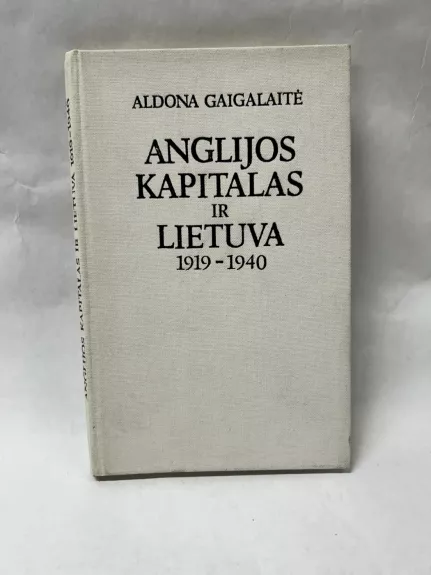 ALDONA GAIGALAITĖ
ANGLIJOS
KAPITALAS
IR
LIETUVA
1919-1940
ANGLIJOS KAPITALAS IR LIETUVA 1919-1940